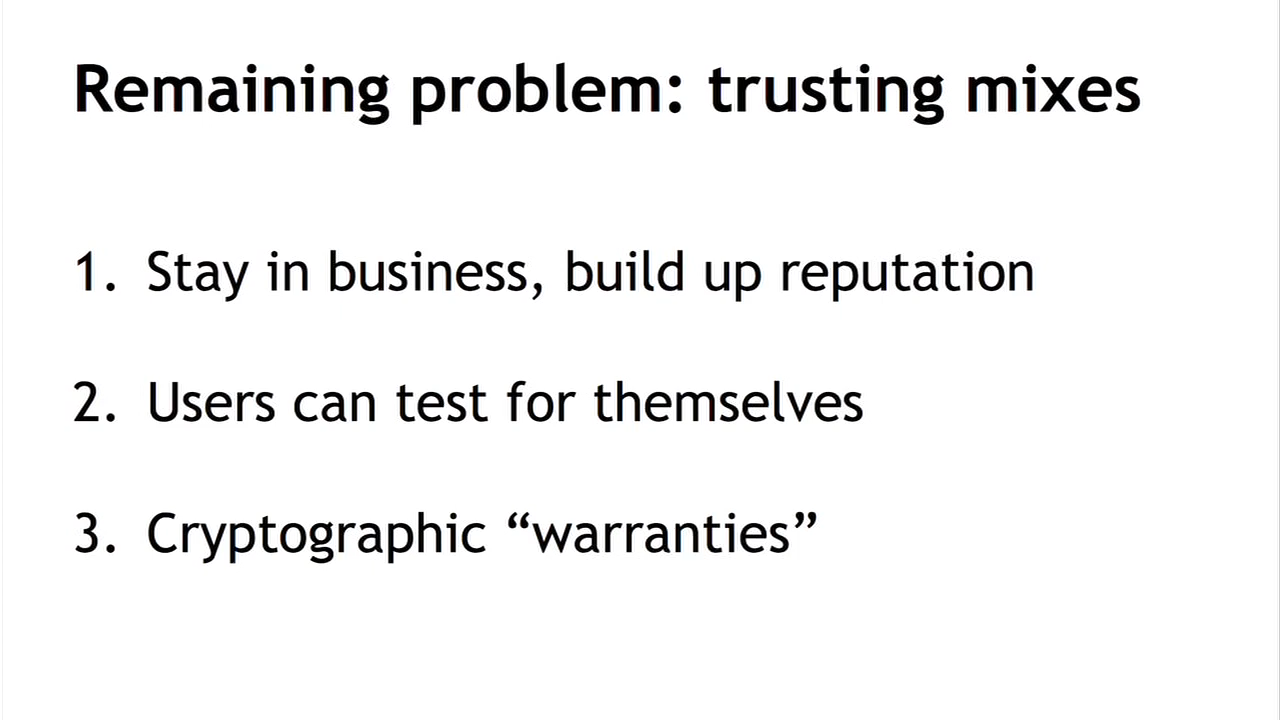 Remaining problem: trusting mixes
1. Stay in business, build up reputation
2. Users can test for themselves
3. Cryptographic “warranties”